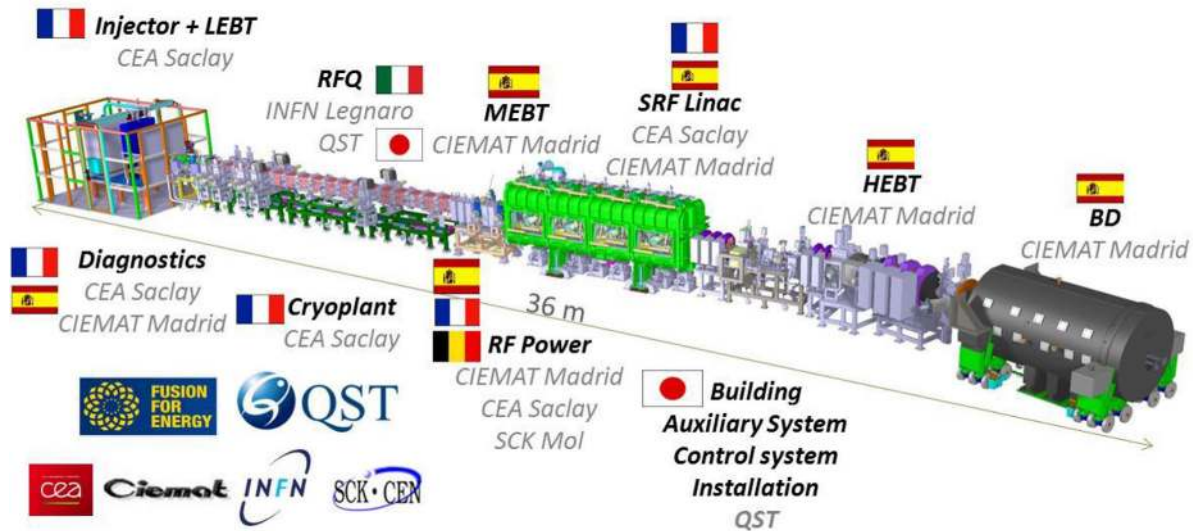 Injector + LEBT
CEA Saclay
RFQ
INFN Legnaro
QST
MEBT
CIEMAT Madrid
SRF Linac
CEA Saclay
CIEMAT Madrid
HEBT
CIEMAT Madrid
BD
CIEMAT Madrid
36 m
Diagnostics
CEA Saclay
CIEMAT Madrid
Cryoplant
CEA Saclay
RF Power
CIEMAT Madrid
CEA Saclay
SCK Mol
Building
Auxiliary System
Control system
Installation
QST
FUSION
FOR
ENERGY
QST
cea
Ciemat
INFN
SCK•CEN